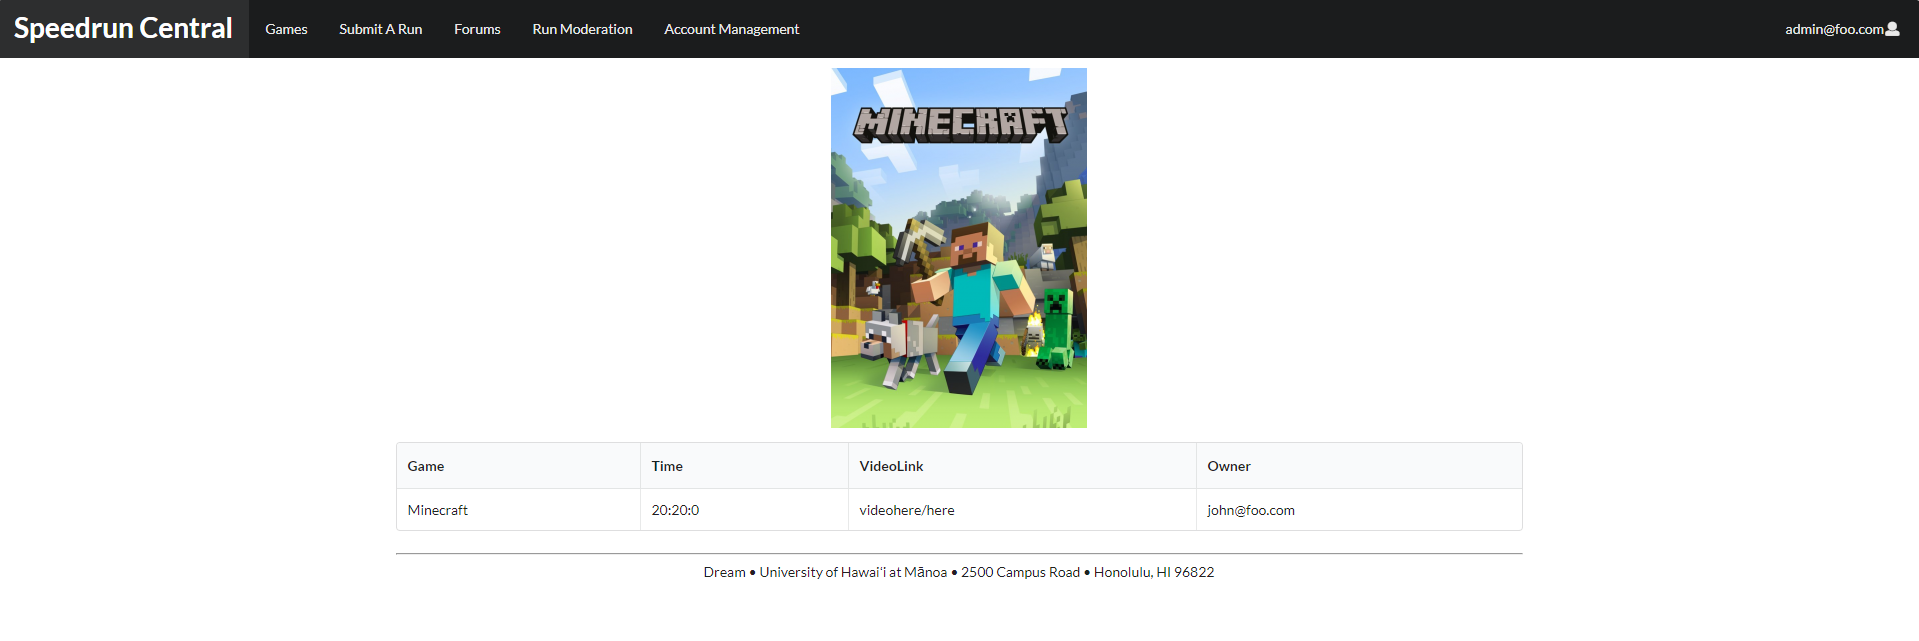 Speedrun Central Games Submit A Run Forums Run Moderation Account Management admin@foo.com
MINECRAFT
Game Time VideoLink Owner
Minecraft 20:20:0 videohere/here john@foo.com
Dream • University of Hawaiʻi at Mānoa • 2500 Campus Road • Honolulu, HI 96822